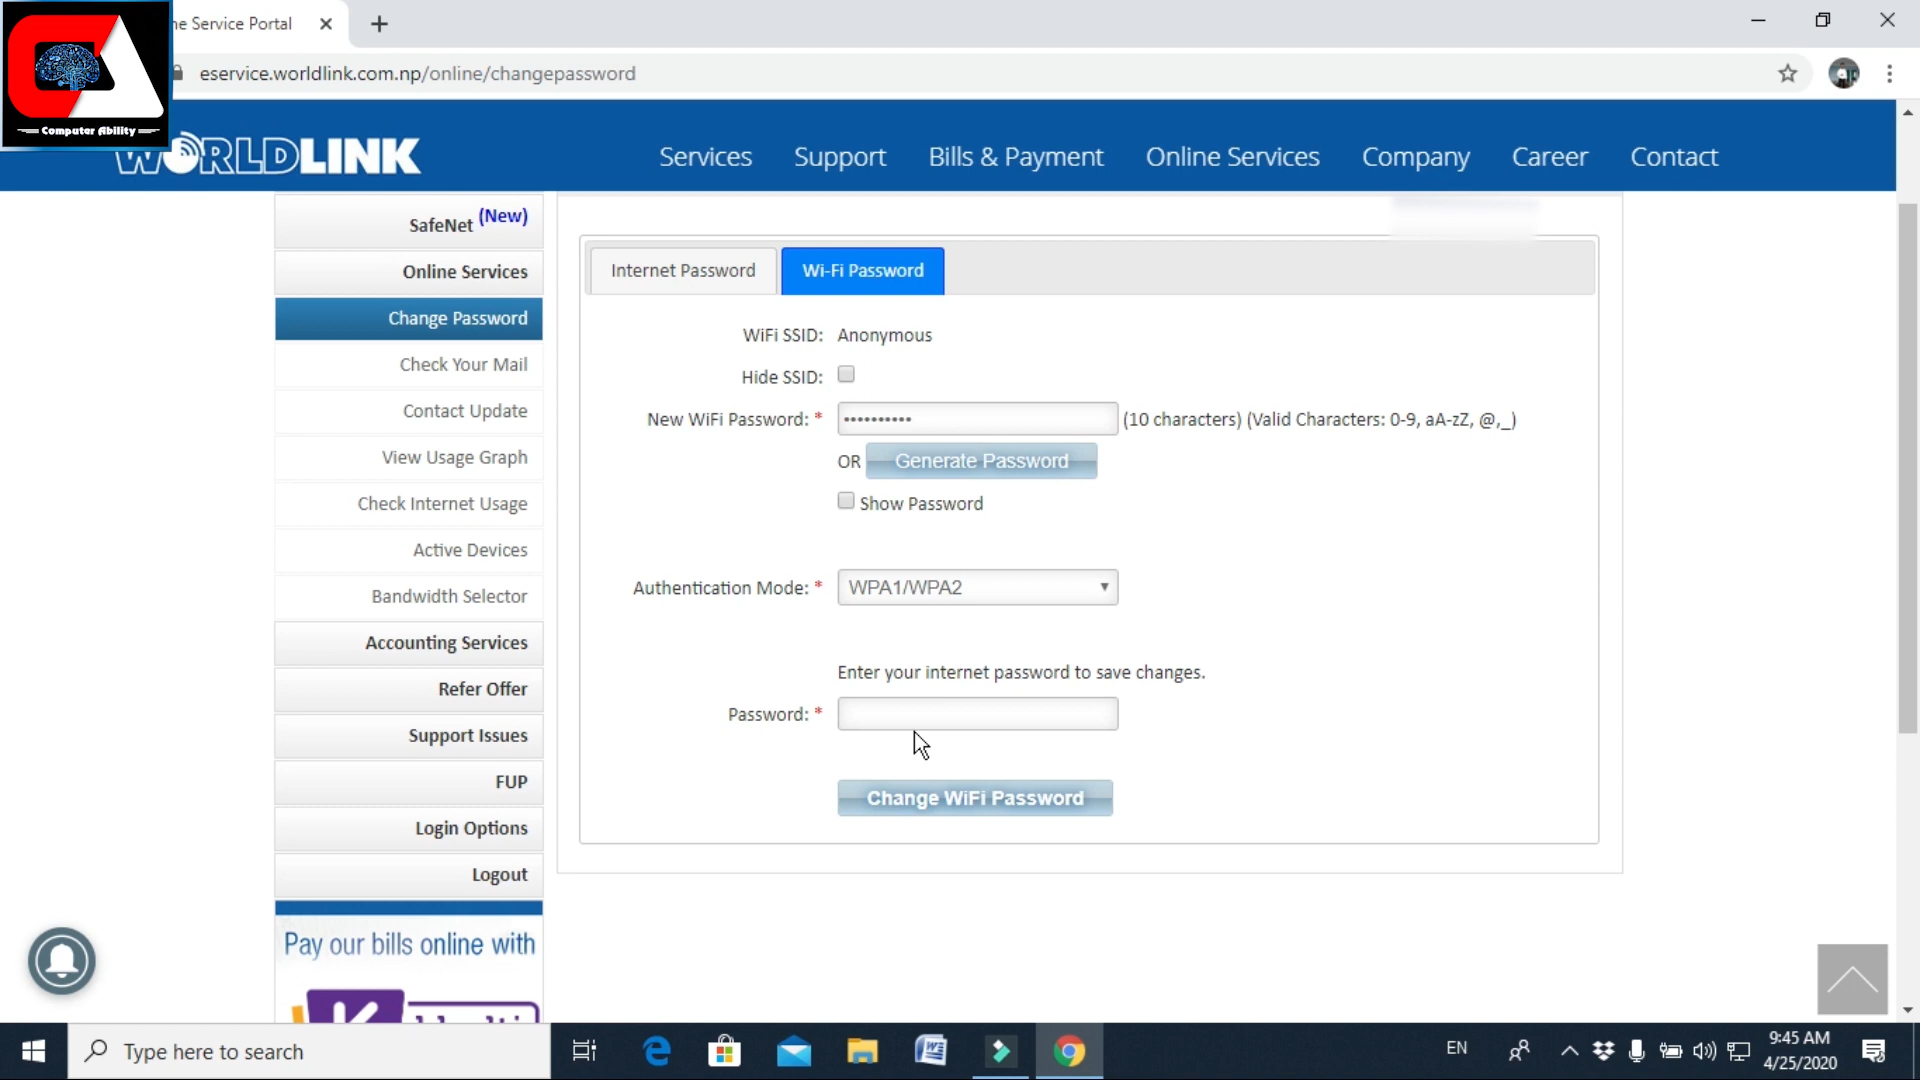 ne Service Portal
eservice.worldlink.com.np/online/changepassword
Computer Ability
WORLDLINK
Services
Support
Bills & Payment
Online Services
Company
Career
Contact
SafeNet (New)
Online Services
Change Password
Check Your Mail
Contact Update
View Usage Graph
Check Internet Usage
Active Devices
Bandwidth Selector
Accounting Services
Refer Offer
Support Issues
FUP
Login Options
Logout
Pay our bills online with
Internet Password
Wi-Fi Password
WiFi SSID: Anonymous
Hide SSID:
New WiFi Password: * •••••••••• (10 characters) (Valid Characters: 0-9, aA-zZ, @,_)
OR Generate Password
Show Password
Authentication Mode: * WPA1/WPA2
Enter your internet password to save changes.
Password: *
Change WiFi Password
Type here to search
EN
9:45 AM
4/25/2020